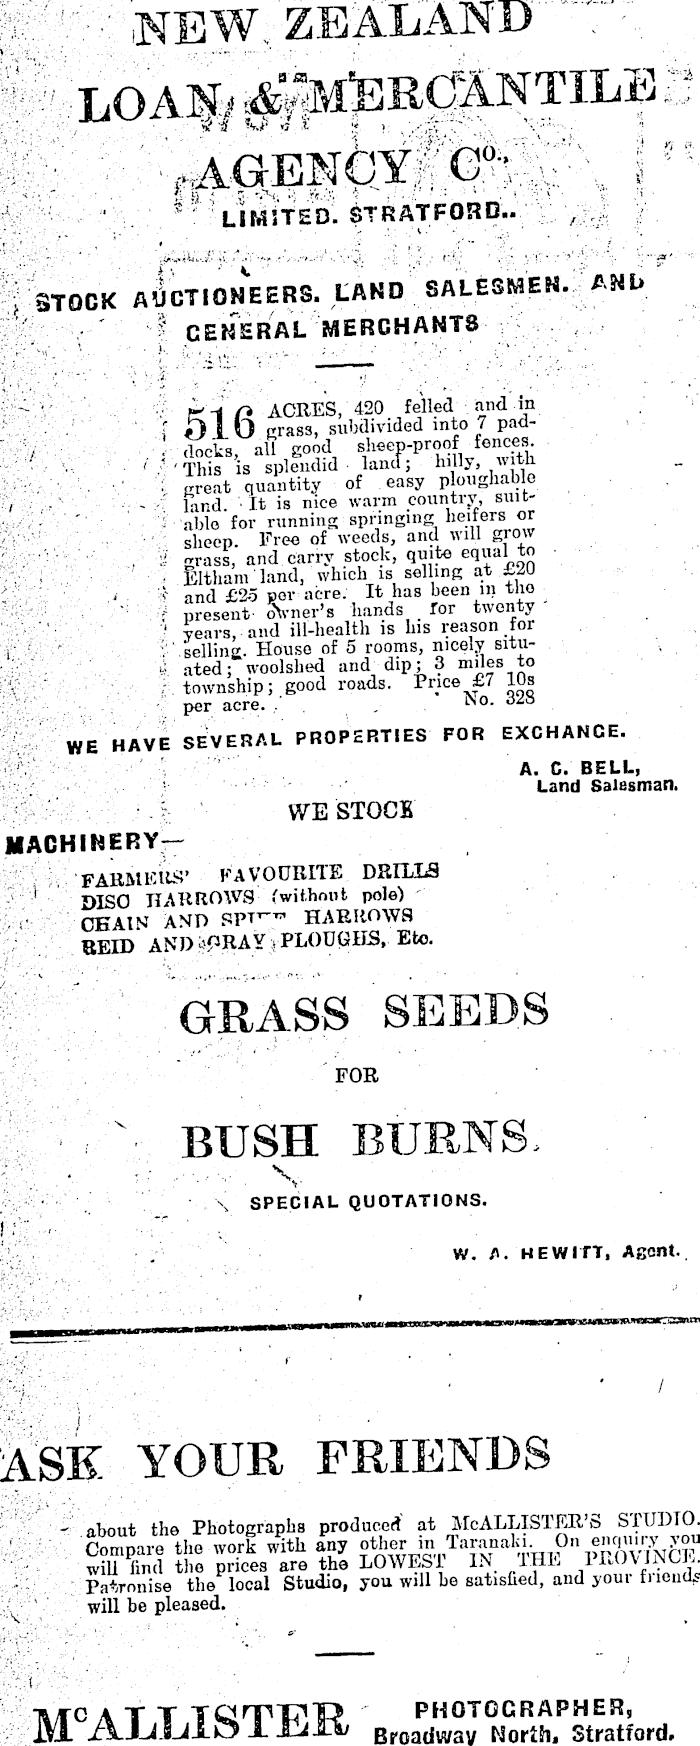 NEW ZEALAND
LOAN & MERCANTILE
AGENCY Co.,
LIMITED. STRATFORD..
STOCK AUCTIONEERS. LAND SALESMEN. AND
GENERAL MERCHANTS
516 ACRES, 420 felled and in
grass, subdivided into 7 pad-
docks, all good sheep-proof fences.
This is splendid land; hilly, with
great quantity of easy ploughable
land. It is nice warm country, suit-
able for running springing heifers or
sheep. Free of weeds, and will grow
grass, and carry stock, quite equal to
Eltham land, which is selling at £20
and £25 per acre. It has been in the
present owner's hands for twenty
years, and ill-health is his reason for
selling. House of 5 rooms, nicely situ-
ated; woolshed and dip; 3 miles to
township; good roads. Price £7 10s
per acre. No. 328
WE HAVE SEVERAL PROPERTIES FOR EXCHANGE.
A. C. BELL,
Land Salesman.
WE STOCK
MACHINERY—
FARMERS' FAVOURITE DRILLS
DISC HARROWS (without pole)
CHAIN AND HARROWS
REID AND GRAY PLOUGHS, Etc.
GRASS SEEDS
FOR
BUSH BURNS.
SPECIAL QUOTATIONS.
W. A. HEWITT, Agent.
ASK YOUR FRIENDS
about the Photographs produced at McALLISTER'S STUDIO.
Compare the work with any other in Taranaki. On enquiry you
will find the prices are the LOWEST IN THE PROVINCE.
Patronise the local Studio, you will be satisfied, and your friends
will be pleased.
McALLISTER PHOTOGRAPHER,
Broadway North, Stratford.